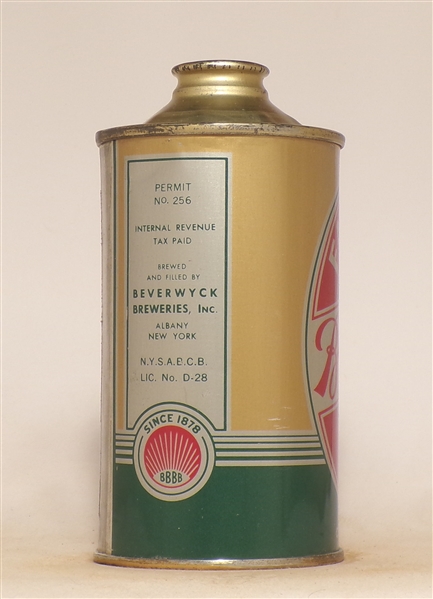 PERMIT
No. 256
INTERNAL REVENUE
TAX PAID
BREWED
AND FILLED BY
BEVERWYCK
BREWERIES, Inc.
ALBANY
NEW YORK
N.Y.S.A.B.C.B.
LIC. No. D-28
SINCE 1878
BBBB